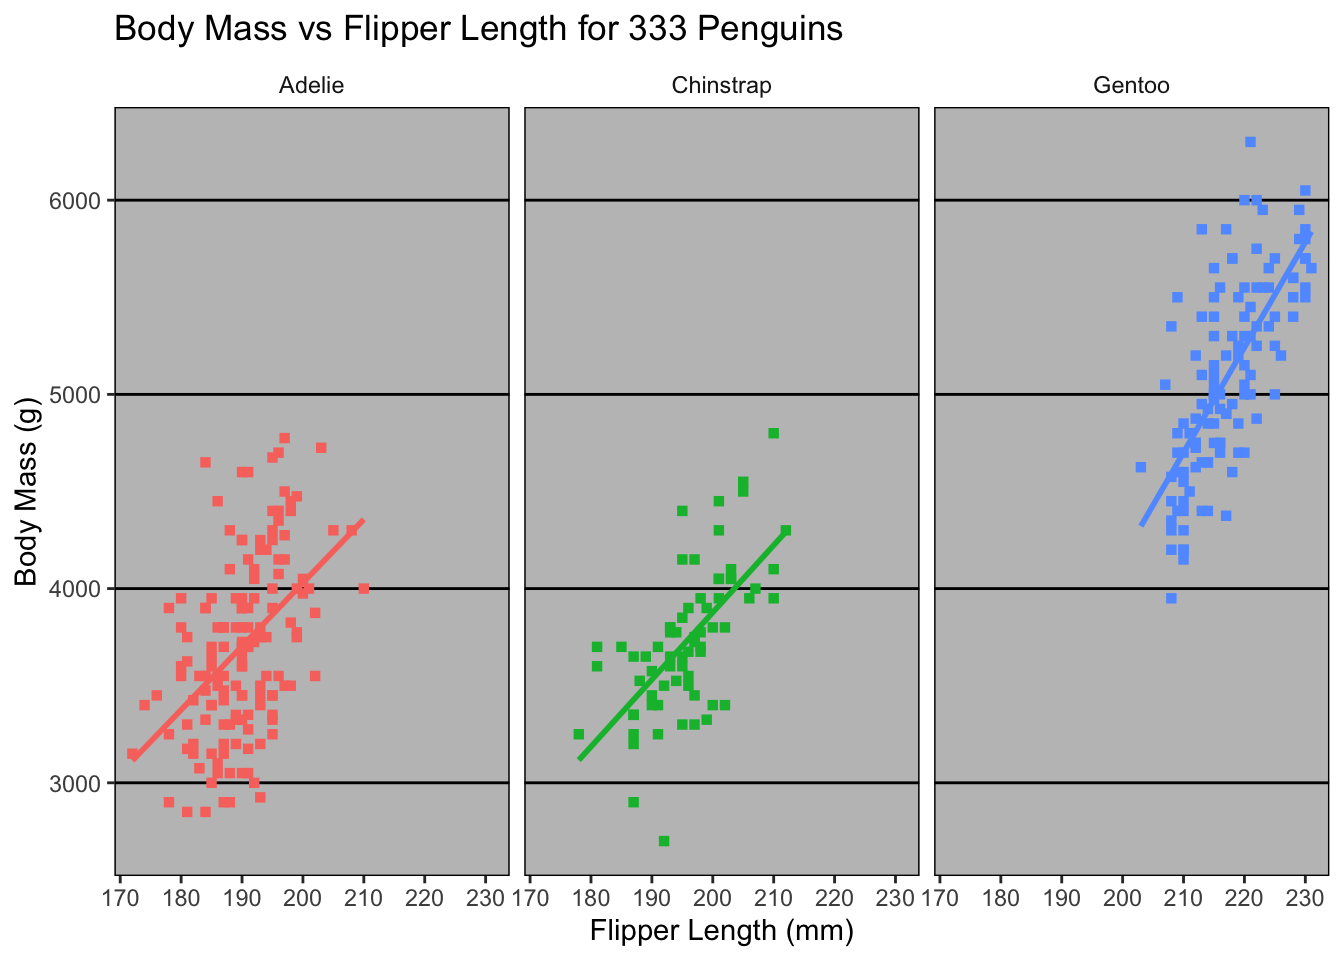 Body Mass vs Flipper Length for 333 Penguins
Adelie Chinstrap Gentoo
6000
5000
4000
3000
Body Mass (g)
170 180 190 200 210 220 230 170 180 190 200 210 220 230 170 180 190 200 210 220 230
Flipper Length (mm)